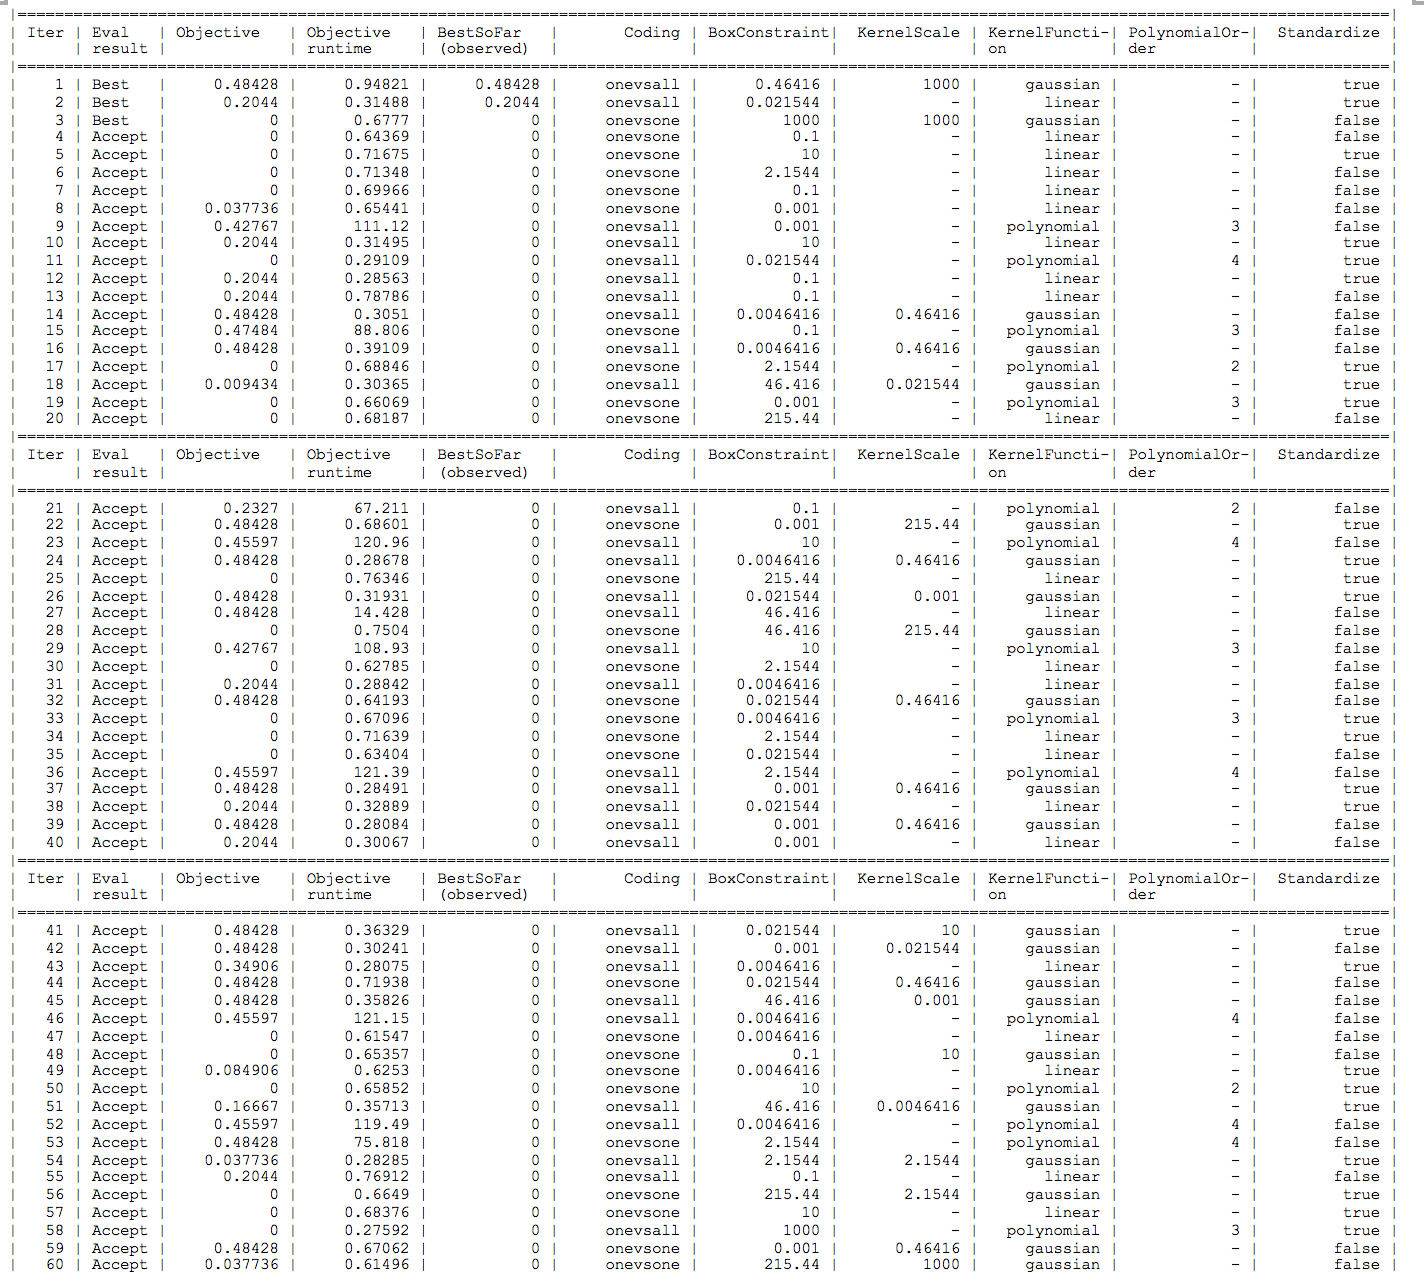 |====================================================================================================|
| Iter | Eval | Objective | Objective | BestSoFar | Coding | BoxConstraint| KernelScale | KernelFuncti-| PolynomialOr-| Standardize |
| | result | | runtime | (observed) | | | | on | der | |
|====================================================================================================|
| 1 | Best | 0.48428 | 0.94821 | 0.48428 | onevsall | 0.46416 | 1000 | gaussian | - | true |
| 2 | Best | 0.2044 | 0.31488 | 0.2044 | onevsall | 0.021544 | - | linear | - | true |
| 3 | Best | 0 | 0.6777 | 0 | onevsone | 1000 | 1000 | gaussian | - | false |
| 4 | Accept | 0 | 0.64369 | 0 | onevsone | 0.1 | - | linear | - | false |
| 5 | Accept | 0 | 0.71675 | 0 | onevsone | 10 | - | linear | - | true |
| 6 | Accept | 0 | 0.71348 | 0 | onevsone | 2.1544 | - | linear | - | false |
| 7 | Accept | 0 | 0.69966 | 0 | onevsone | 0.1 | - | linear | - | false |
| 8 | Accept | 0.037736 | 0.65441 | 0 | onevsone | 0.001 | - | linear | - | false |
| 9 | Accept | 0.42767 | 111.12 | 0 | onevsall | 0.001 | - | polynomial | 3 | false |
| 10 | Accept | 0.2044 | 0.31495 | 0 | onevsall | 10 | - | linear | - | true |
| 11 | Accept | 0 | 0.29109 | 0 | onevsall | 0.021544 | - | polynomial | 4 | true |
| 12 | Accept | 0.2044 | 0.28563 | 0 | onevsall | 0.1 | - | linear | - | true |
| 13 | Accept | 0.2044 | 0.78786 | 0 | onevsall | 0.1 | - | linear | - | false |
| 14 | Accept | 0.48428 | 0.3051 | 0 | onevsall | 0.0046416 | 0.46416 | gaussian | - | false |
| 15 | Accept | 0.47484 | 88.806 | 0 | onevsone | 0.1 | - | polynomial | 3 | false |
| 16 | Accept | 0.48428 | 0.39109 | 0 | onevsall | 0.0046416 | 0.46416 | gaussian | - | false |
| 17 | Accept | 0 | 0.68846 | 0 | onevsone | 2.1544 | - | polynomial | 2 | true |
| 18 | Accept | 0.009434 | 0.30365 | 0 | onevsall | 46.416 | 0.021544 | gaussian | - | true |
| 19 | Accept | 0 | 0.66069 | 0 | onevsone | 0.001 | - | polynomial | 3 | true |
| 20 | Accept | 0 | 0.68187 | 0 | onevsone | 215.44 | - | linear | - | false |
|====================================================================================================|
| Iter | Eval | Objective | Objective | BestSoFar | Coding | BoxConstraint| KernelScale | KernelFuncti-| PolynomialOr-| Standardize |
| | result | | runtime | (observed) | | | | on | der | |
|====================================================================================================|
| 21 | Accept | 0.2327 | 67.211 | 0 | onevsall | 0.1 | - | polynomial | 2 | false |
| 22 | Accept | 0.48428 | 0.68601 | 0 | onevsone | 0.001 | 215.44 | gaussian | - | true |
| 23 | Accept | 0.45597 | 120.96 | 0 | onevsall | 10 | - | polynomial | 4 | false |
| 24 | Accept | 0.48428 | 0.28678 | 0 | onevsall | 0.0046416 | 0.46416 | gaussian | - | true |
| 25 | Accept | 0 | 0.76346 | 0 | onevsone | 215.44 | - | linear | - | true |
| 26 | Accept | 0.48428 | 0.31931 | 0 | onevsall | 0.021544 | 0.001 | gaussian | - | true |
| 27 | Accept | 0.48428 | 14.428 | 0 | onevsall | 46.416 | - | linear | - | false |
| 28 | Accept | 0 | 0.7504 | 0 | onevsone | 46.416 | 215.44 | gaussian | - | false |
| 29 | Accept | 0.42767 | 108.93 | 0 | onevsall | 10 | - | polynomial | 3 | false |
| 30 | Accept | 0 | 0.62785 | 0 | onevsone | 2.1544 | - | linear | - | false |
| 31 | Accept | 0.2044 | 0.28842 | 0 | onevsall | 0.0046416 | - | linear | - | false |
| 32 | Accept | 0.48428 | 0.64193 | 0 | onevsone | 0.021544 | 0.46416 | gaussian | - | false |
| 33 | Accept | 0 | 0.67096 | 0 | onevsone | 0.0046416 | - | polynomial | 3 | true |
| 34 | Accept | 0 | 0.71639 | 0 | onevsone | 2.1544 | - | linear | - | true |
| 35 | Accept | 0 | 0.63404 | 0 | onevsone | 0.021544 | - | linear | - | false |
| 36 | Accept | 0.45597 | 121.39 | 0 | onevsall | 2.1544 | - | polynomial | 4 | false |
| 37 | Accept | 0.48428 | 0.28491 | 0 | onevsall | 0.001 | 0.46416 | gaussian | - | true |
| 38 | Accept | 0.2044 | 0.32889 | 0 | onevsall | 0.021544 | - | linear | - | true |
| 39 | Accept | 0.48428 | 0.28084 | 0 | onevsall | 0.001 | 0.46416 | gaussian | - | false |
| 40 | Accept | 0.2044 | 0.30067 | 0 | onevsall | 0.001 | - | linear | - | false |
|====================================================================================================|
| Iter | Eval | Objective | Objective | BestSoFar | Coding | BoxConstraint| KernelScale | KernelFuncti-| PolynomialOr-| Standardize |
| | result | | runtime | (observed) | | | | on | der | |
|====================================================================================================|
| 41 | Accept | 0.48428 | 0.36329 | 0 | onevsall | 0.021544 | 10 | gaussian | - | true |
| 42 | Accept | 0.48428 | 0.30241 | 0 | onevsall | 0.001 | 0.021544 | gaussian | - | false |
| 43 | Accept | 0.34906 | 0.28075 | 0 | onevsall | 0.0046416 | - | linear | - | true |
| 44 | Accept | 0.48428 | 0.71938 | 0 | onevsone | 0.021544 | 0.46416 | gaussian | - | false |
| 45 | Accept | 0.48428 | 0.35826 | 0 | onevsall | 46.416 | 0.001 | gaussian | - | false |
| 46 | Accept | 0.45597 | 121.15 | 0 | onevsall | 0.0046416 | - | polynomial | 4 | false |
| 47 | Accept | 0 | 0.61547 | 0 | onevsone | 0.0046416 | - | linear | - | false |
| 48 | Accept | 0 | 0.65357 | 0 | onevsone | 0.1 | 10 | gaussian | - | false |
| 49 | Accept | 0.084906 | 0.6253 | 0 | onevsone | 0.0046416 | - | linear | - | true |
| 50 | Accept | 0 | 0.65852 | 0 | onevsone | 10 | - | polynomial | 2 | true |
| 51 | Accept | 0.16667 | 0.35713 | 0 | onevsall | 46.416 | 0.0046416 | gaussian | - | true |
| 52 | Accept | 0.45597 | 119.49 | 0 | onevsall | 0.0046416 | - | polynomial | 4 | false |
| 53 | Accept | 0.48428 | 75.818 | 0 | onevsone | 2.1544 | - | polynomial | 4 | false |
| 54 | Accept | 0.037736 | 0.28285 | 0 | onevsall | 2.1544 | 2.1544 | gaussian | - | true |
| 55 | Accept | 0.2044 | 0.76912 | 0 | onevsall | 0.1 | - | linear | - | false |
| 56 | Accept | 0 | 0.6649 | 0 | onevsone | 215.44 | 2.1544 | gaussian | - | true |
| 57 | Accept | 0 | 0.68376 | 0 | onevsone | 10 | - | linear | - | true |
| 58 | Accept | 0 | 0.27592 | 0 | onevsall | 1000 | - | polynomial | 3 | true |
| 59 | Accept | 0.48428 | 0.67062 | 0 | onevsone | 0.001 | 0.46416 | gaussian | - | false |
| 60 | Accept | 0.037736 | 0.61496 | 0 | onevsone | 215.44 | 1000 | gaussian | - | false |